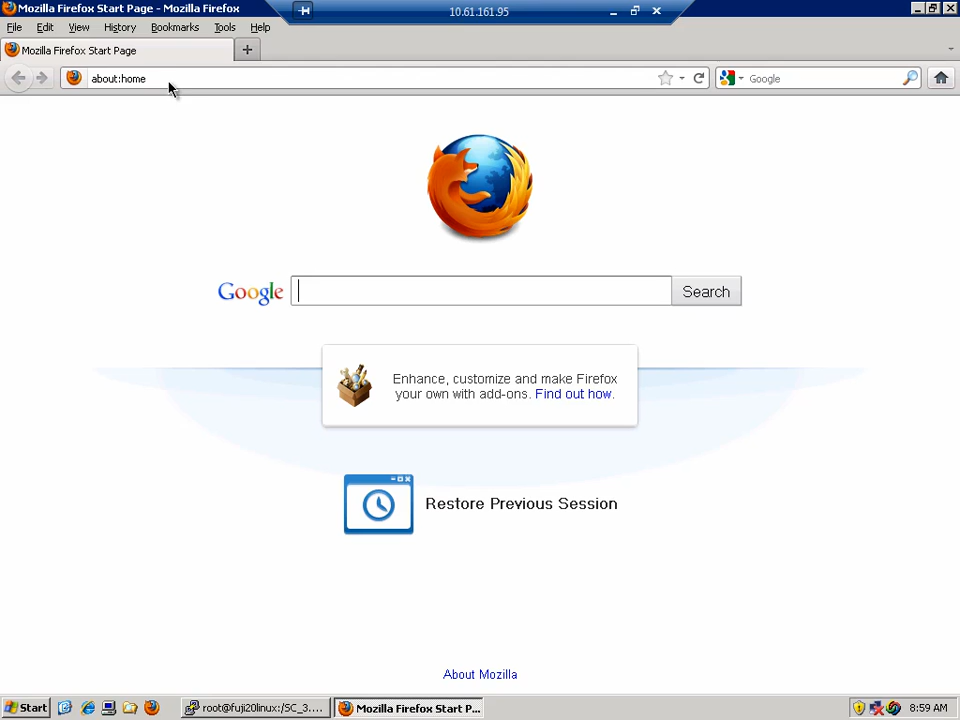 Mozilla Firefox Start Page - Mozilla Firefox
10.61.161.95
File Edit View History Bookmarks Tools Help
Mozilla Firefox Start Page
about:home
Google
Google
Search
Enhance, customize and make Firefox
your own with add-ons. Find out how.
Restore Previous Session
About Mozilla
Start
root@fuji20linux:/SC_3....
Mozilla Firefox Start P...
8:59 AM